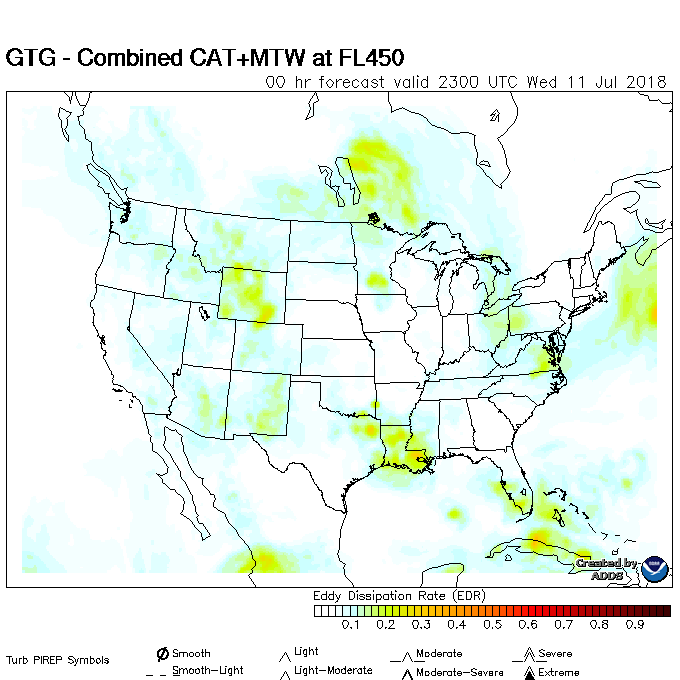 GTG - Combined CAT+MTW at FL450
00 hr forecast valid 2300 UTC Wed 11 Jul 2018
Created by
ADDS
Eddy Dissipation Rate (EDR)
0.1 0.2 0.3 0.4 0.5 0.6 0.7 0.8 0.9
Turb PIREP Symbols
Smooth Light Moderate Severe
Smooth-Light Light-Moderate Moderate-Severe Extreme